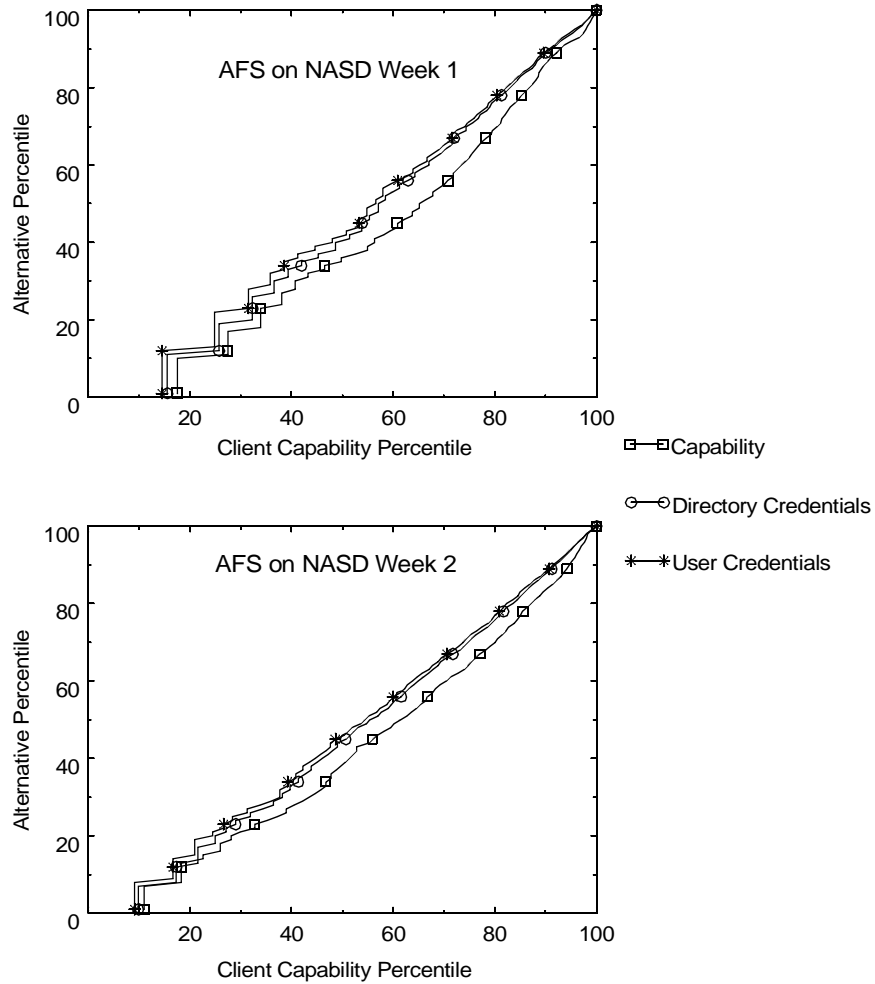 100
80
60
40
20
0
Alternative Percentile
AFS on NASD Week 1
20 40 60 80 100
Client Capability Percentile
Capability
Directory Credentials
User Credentials
100
80
60
40
20
0
Alternative Percentile
AFS on NASD Week 2
20 40 60 80 100
Client Capability Percentile